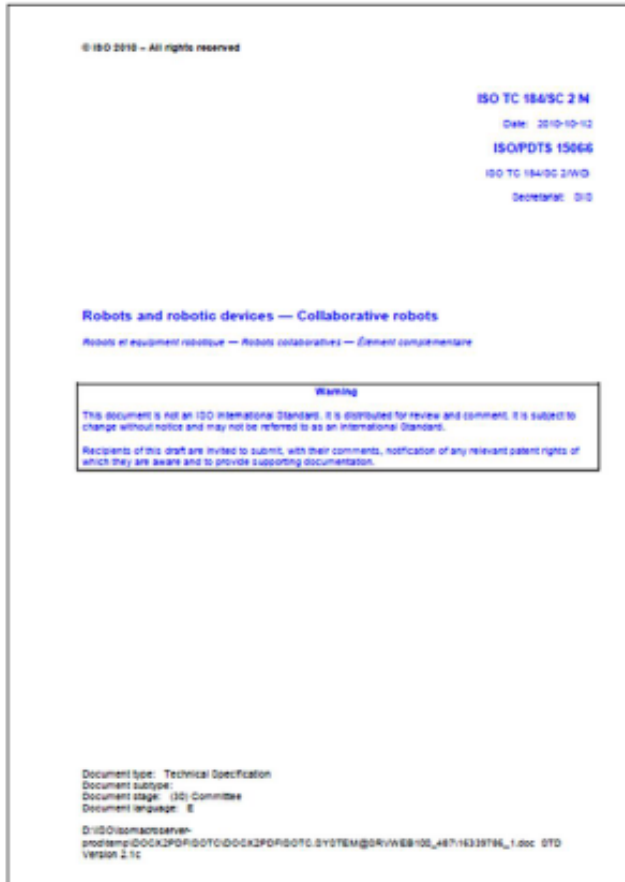 © ISO 2010 – All rights reserved
ISO TC 184/SC 2 N
Date: 2010-10-12
ISO/PDTS 15066
ISO TC 184/SC 2/WG
Secretariat: SIS
Robots and robotic devices — Collaborative robots
Robots et equipment robotique — Robots collaboratives — Élément complémentaire
Warning
This document is not an ISO International Standard. It is distributed for review and comment. It is subject to
change without notice and may not be referred to as an International Standard.
Recipients of this draft are invited to submit, with their comments, notification of any relevant patent rights of
which they are aware and to provide supporting documentation.
Document type: Technical Specification
Document subtype:
Document stage: (30) Committee
Document language: E
STD
Version 2.1c